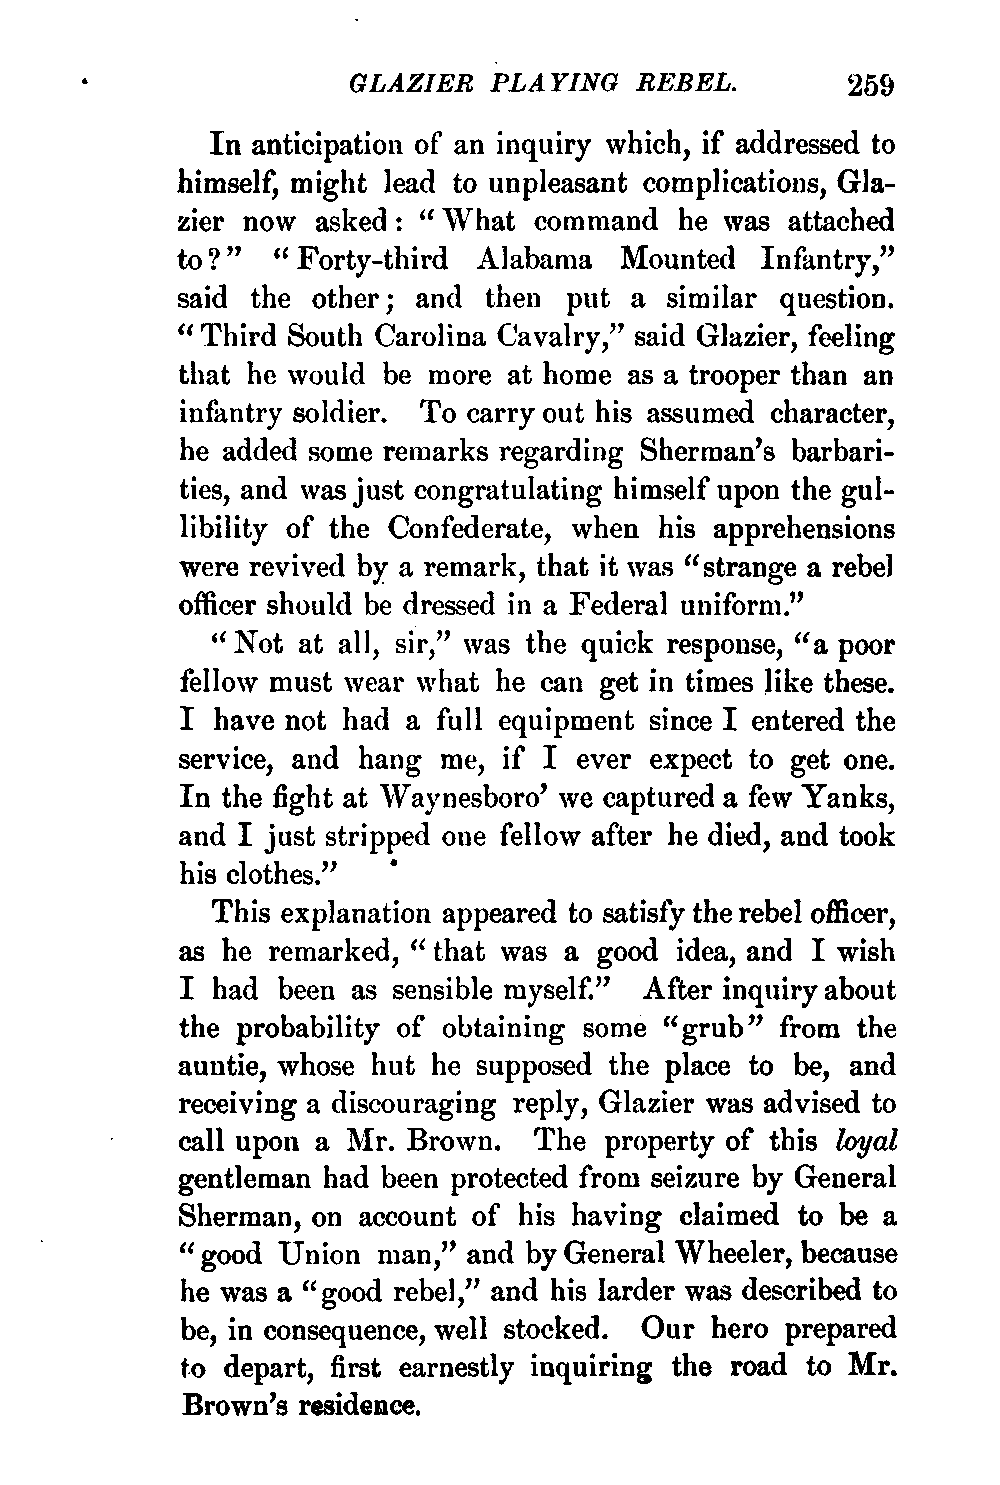 GLAZIER PLAYING REBEL. 259
In anticipation of an inquiry which, if addressed to
himself, might lead to unpleasant complications, Gla-
zier now asked: “What command he was attached
to?” “Forty-third Alabama Mounted Infantry,”
said the other; and then put a similar question.
“Third South Carolina Cavalry,” said Glazier, feeling
that he would be more at home as a trooper than an
infantry soldier. To carry out his assumed character,
he added some remarks regarding Sherman’s barbari-
ties, and was just congratulating himself upon the gul-
libility of the Confederate, when his apprehensions
were revived by a remark, that it was “strange a rebel
officer should be dressed in a Federal uniform.”
“Not at all, sir,” was the quick response, “a poor
fellow must wear what he can get in times like these.
I have not had a full equipment since I entered the
service, and hang me, if I ever expect to get one.
In the fight at Waynesboro’ we captured a few Yanks,
and I just stripped one fellow after he died, and took
his clothes.”
This explanation appeared to satisfy the rebel officer,
as he remarked, “that was a good idea, and I wish
I had been as sensible myself.” After inquiry about
the probability of obtaining some “grub” from the
auntie, whose hut he supposed the place to be, and
receiving a discouraging reply, Glazier was advised to
call upon a Mr. Brown. The property of this loyal
gentleman had been protected from seizure by General
Sherman, on account of his having claimed to be a
“good Union man,” and by General Wheeler, because
he was a “good rebel,” and his larder was described to
be, in consequence, well stocked. Our hero prepared
to depart, first earnestly inquiring the road to Mr.
Brown’s residence.